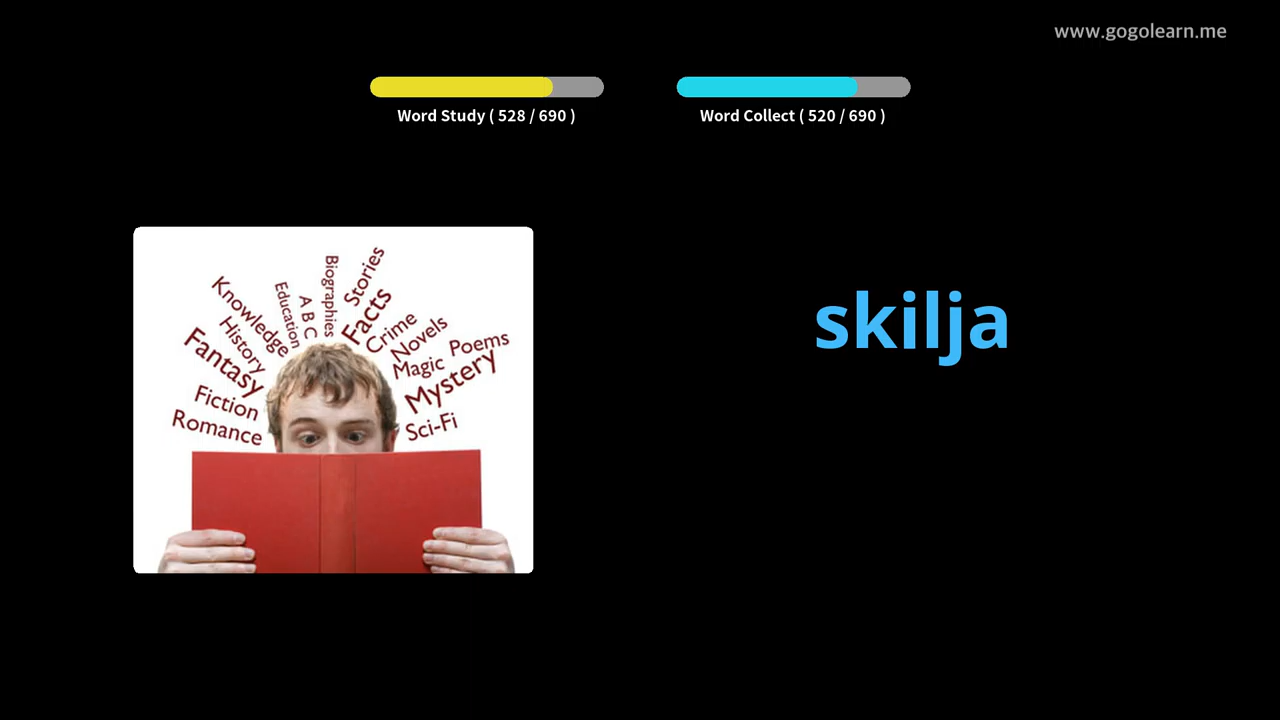 www.gogolearn.me
Word Study ( 528 / 690 )
Word Collect ( 520 / 690 )
skilja
Romance
Fiction
Fantasy
History
Knowledge
Education
A B C
Biographies
Stories
Facts
Crime
Novels
Magic
Poems
Mystery
Sci-Fi